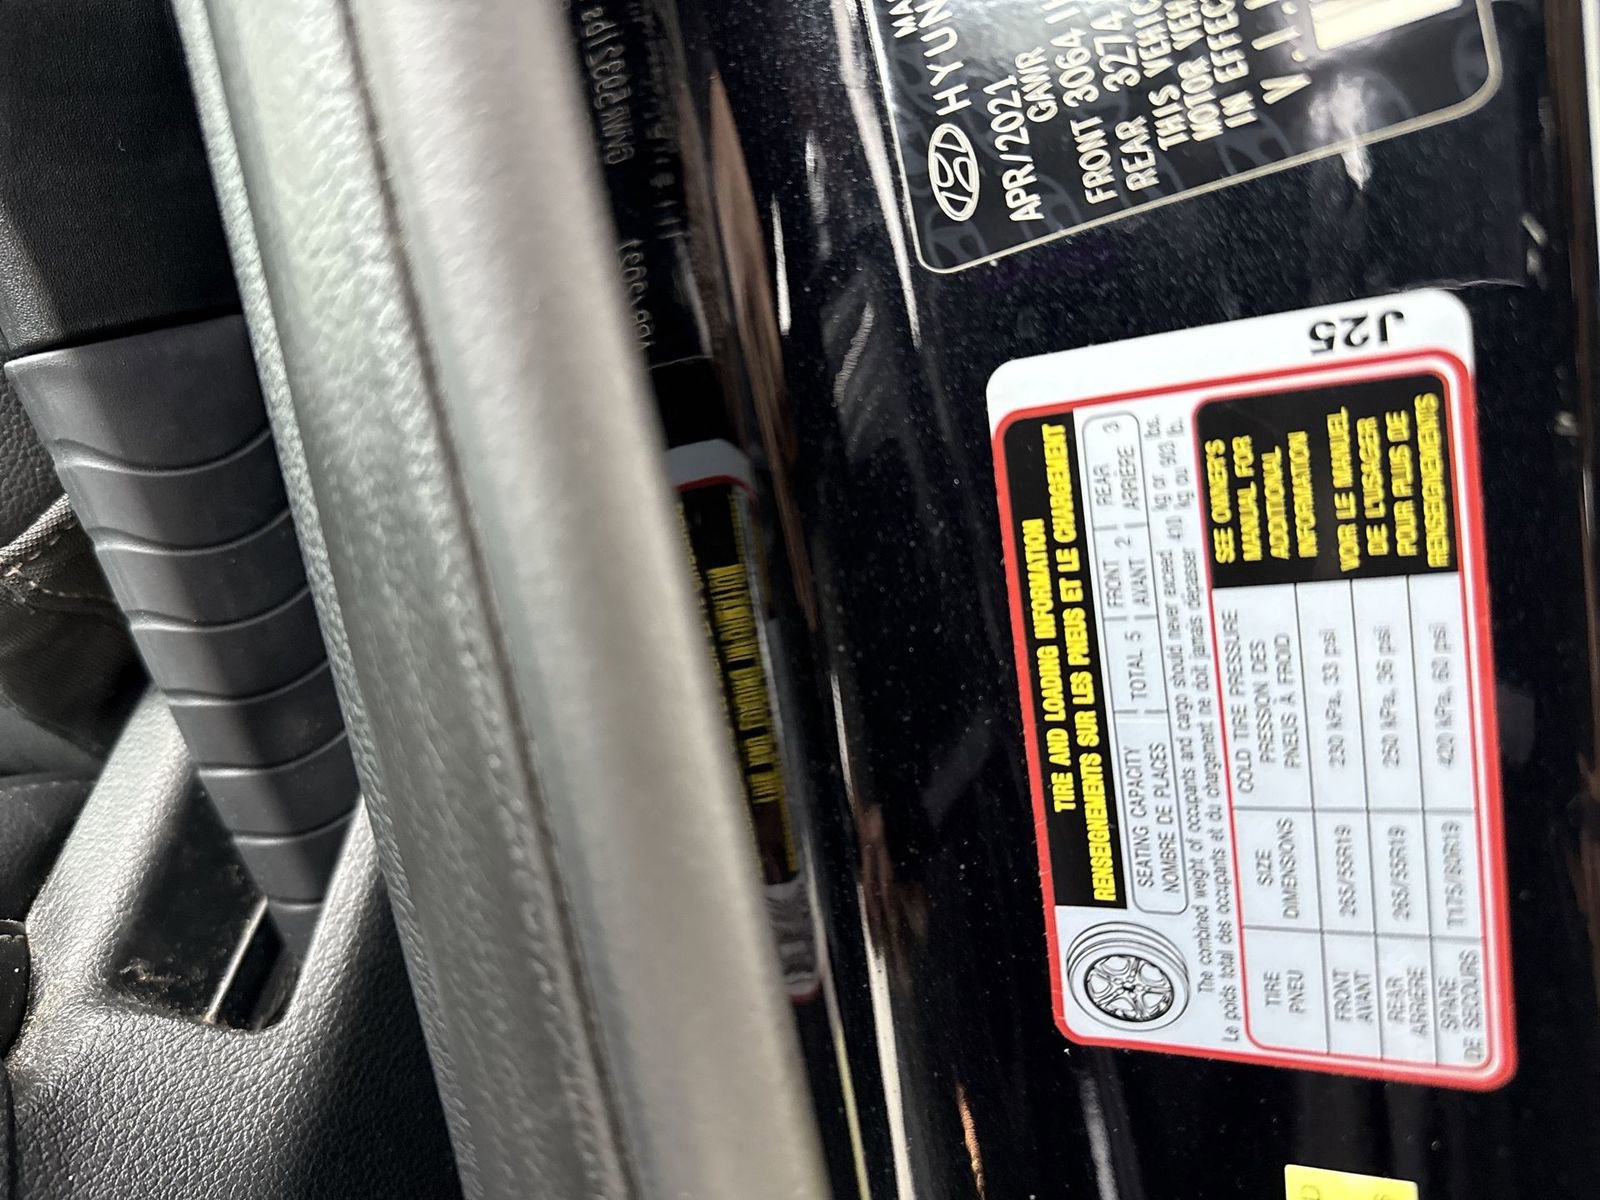 HYUN
APR/2021
GAWR
FRONT 3064
REAR 3274
THIS VEHIC
MOTOR VEH
IN EFFEC
V.I.
J25
TIRE AND LOADING INFORMATION
RENSEIGNEMENTS SUR LES PNEUS ET LE CHARGEMENT
SEATING CAPACITY TOTAL 5 FRONT 2 REAR 3
NOMBRE DE PLACES AVANT ARRIÈRE
The combined weight of occupants and cargo should never exceed 410 kg or 903 lbs.
Le poids total des occupants et du chargement ne doit jamais dépasser kg ou lb.
TIRE SIZE COLD TIRE PRESSURE
PNEU DIMENSIONS PRESSION DES
PNEUS À FROID
FRONT 265/55R19 230 kPa, 33 psi
AVANT
REAR 265/55R19 250 kPa, 36 psi
ARRIÈRE
SPARE T175/80R19 420 kPa, 60 psi
DE SECOURS
SEE OWNER'S
MANUAL FOR
ADDITIONAL
INFORMATION
VOIR LE MANUEL
DE L'USAGER
POUR PLUS DE
RENSEIGNEMENTS